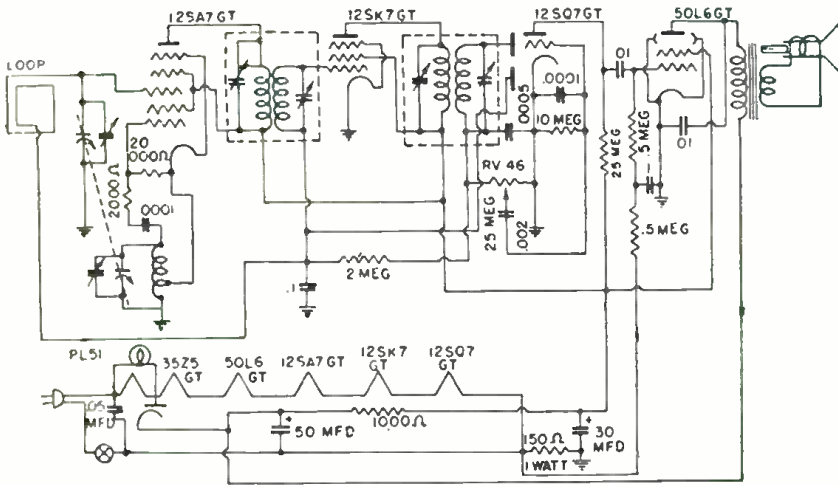 12SA7GT
12SK7GT
12SQ7GT
50L6GT
LOOP
.0001
.0005
10 MEG
01
.5 MEG
01
20
000Ω
2000Ω
.0001
RV 46
25 MEG
.002
25 MEG
.5 MEG
2 MEG
.1
PL51
35Z5
GT
50L6
GT
12SA7GT
12SK7
GT
12SQ7
GT
.05
MFD
50 MFD
1000Ω
150Ω
1 WATT
30
MFD